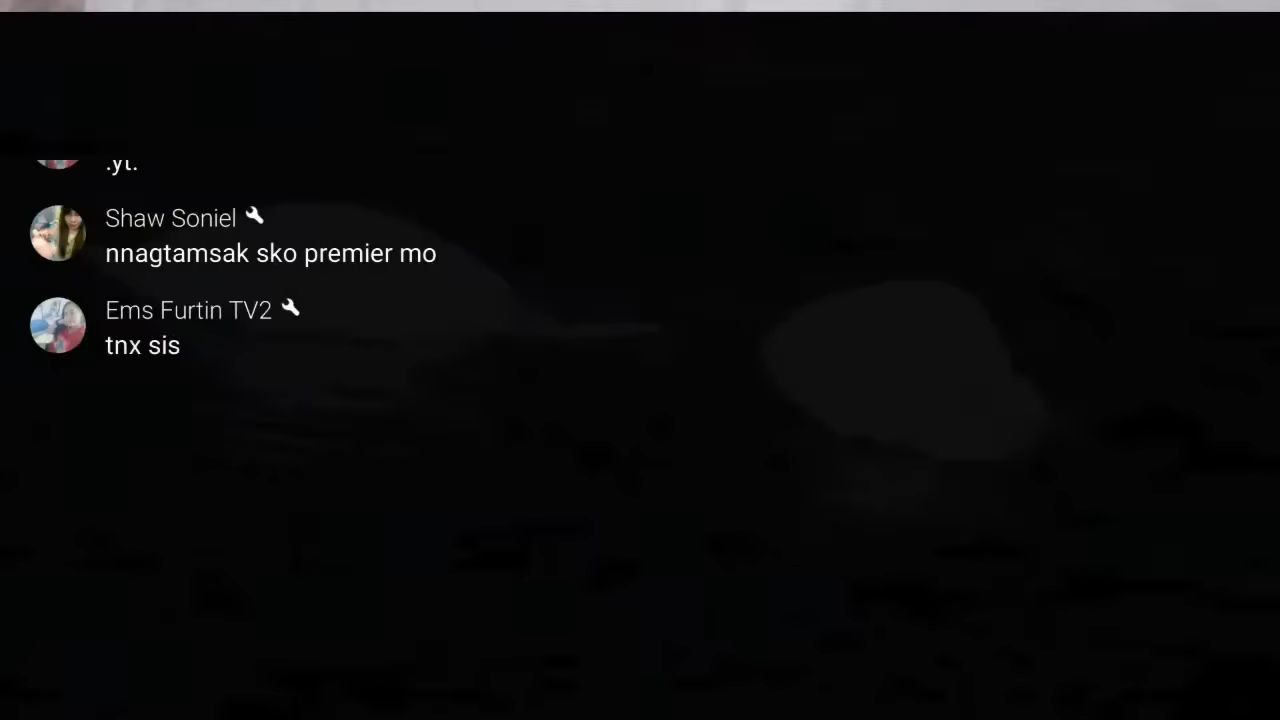 .yt.
Shaw Soniel
nnagtamsak sko premier mo
Ems Furtin TV2
tnx sis